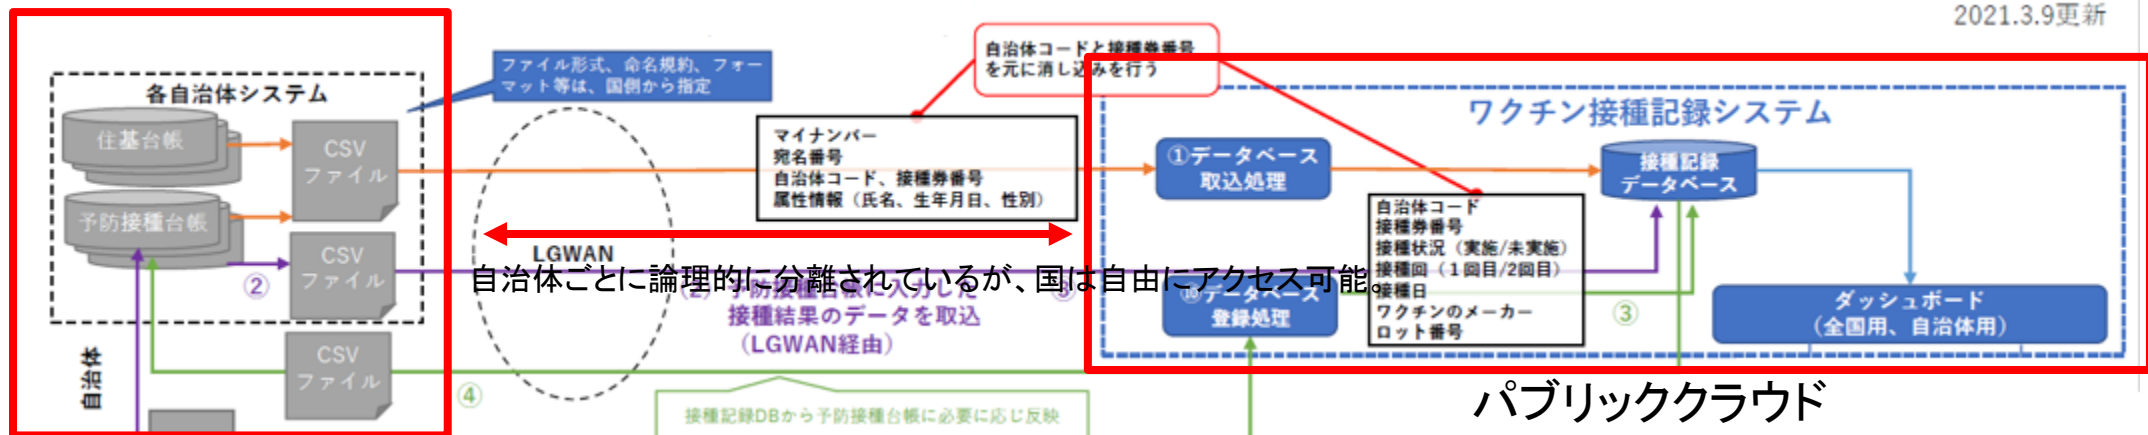 2021.3.9更新
自治体コードと接種券番号
を元に消し込みを行う
ファイル形式、命名規約、フォー
マット等は、国側から指定
各自治体システム
住基台帳
CSV
ファイル
予防接種台帳
CSV
ファイル
②
自治体
CSV
ファイル
④
LGWAN
マイナンバー
宛名番号
自治体コード、接種券番号
属性情報（氏名、生年月日、性別）
自治体ごとに論理的に分離されているが、国は自由にアクセス可能。
予防接種台帳に入力した
接種結果のデータを取込
（LGWAN経由）
接種記録DBから予防接種台帳に必要に応じ反映
ワクチン接種記録システム
①データベース
取込処理
接種記録
データベース
自治体コード
接種券番号
接種状況（実施/未実施）
接種回（1回目/2回目）
接種日
ワクチンのメーカー
ロット番号
⑩データベース
登録処理
③
ダッシュボード
（全国用、自治体用）
パブリッククラウド